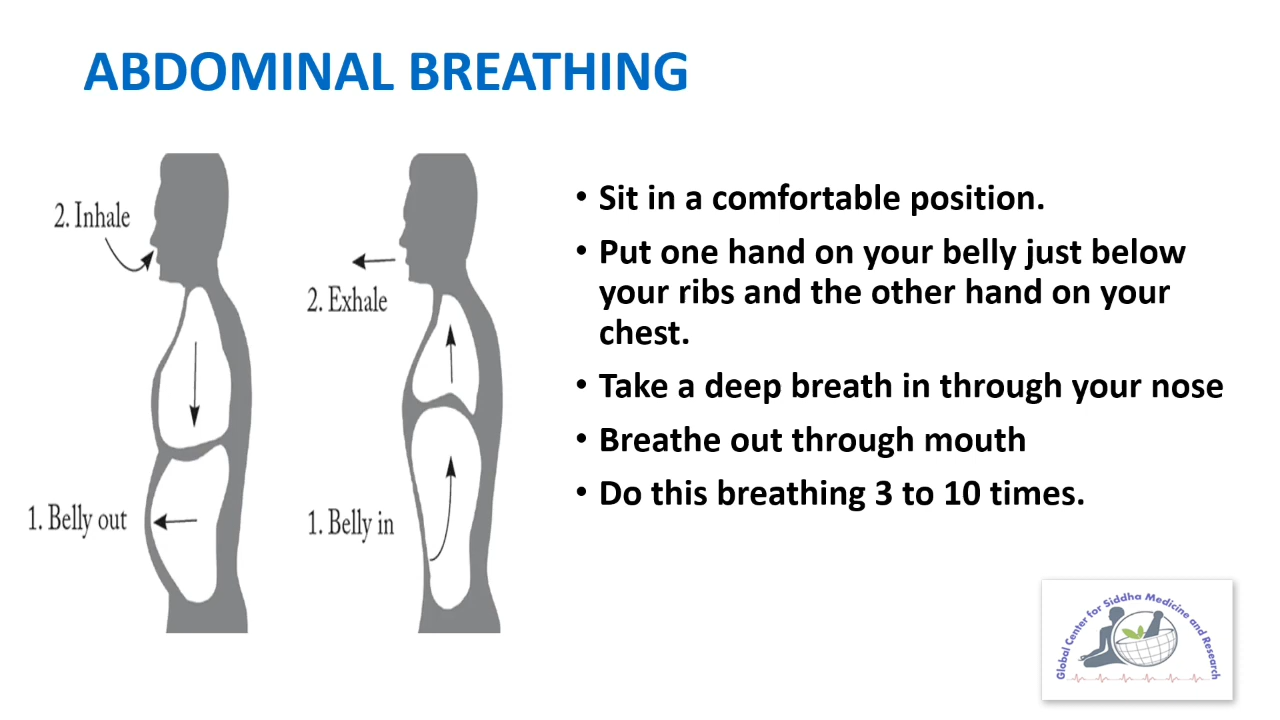 ABDOMINAL BREATHING
2. Inhale
1. Belly out
2. Exhale
1. Belly in
• Sit in a comfortable position.
• Put one hand on your belly just below
your ribs and the other hand on your
chest.
• Take a deep breath in through your nose
• Breathe out through mouth
• Do this breathing 3 to 10 times.
Global Center for Siddha Medicine and Research